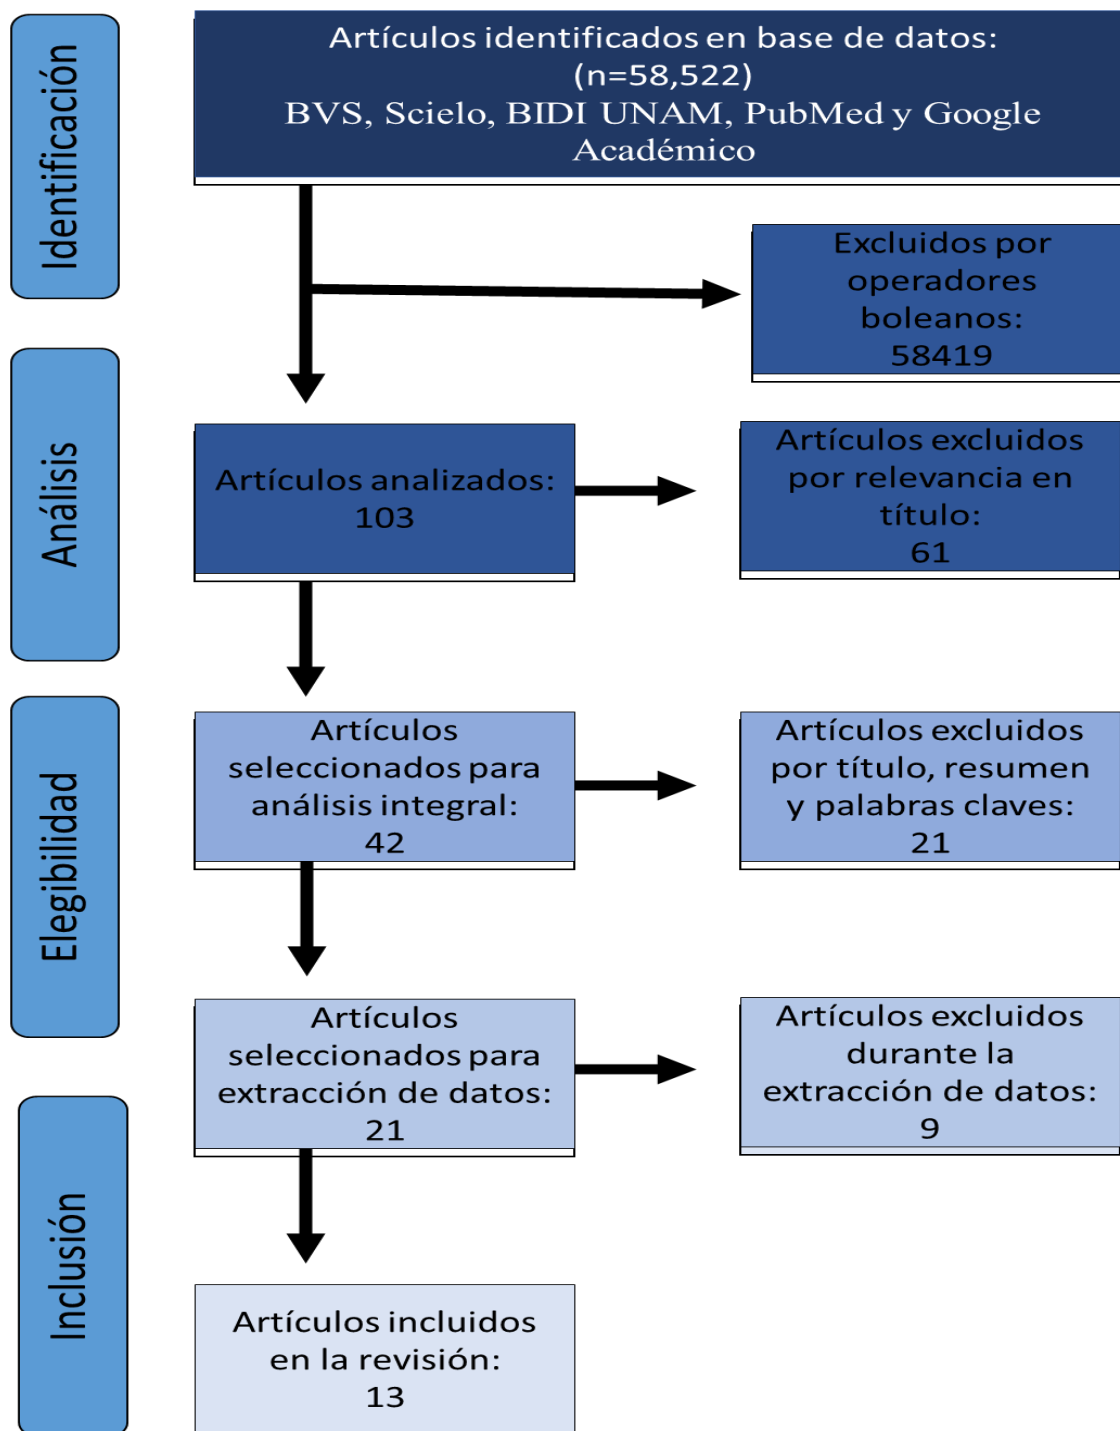 Identificación
Artículos identificados en base de datos:
(n=58,522)
BVS, Scielo, BIDI UNAM, PubMed y Google
Académico
Excluidos por
operadores
boleanos:
58419
Análisis
Artículos analizados:
103
Artículos excluidos
por relevancia en
título:
61
Elegibilidad
Artículos
seleccionados para
análisis integral:
42
Artículos excluidos
por título, resumen
y palabras claves:
21
Artículos
seleccionados para
extracción de datos:
21
Artículos excluidos
durante la
extracción de datos:
9
Inclusión
Artículos incluidos
en la revisión:
13